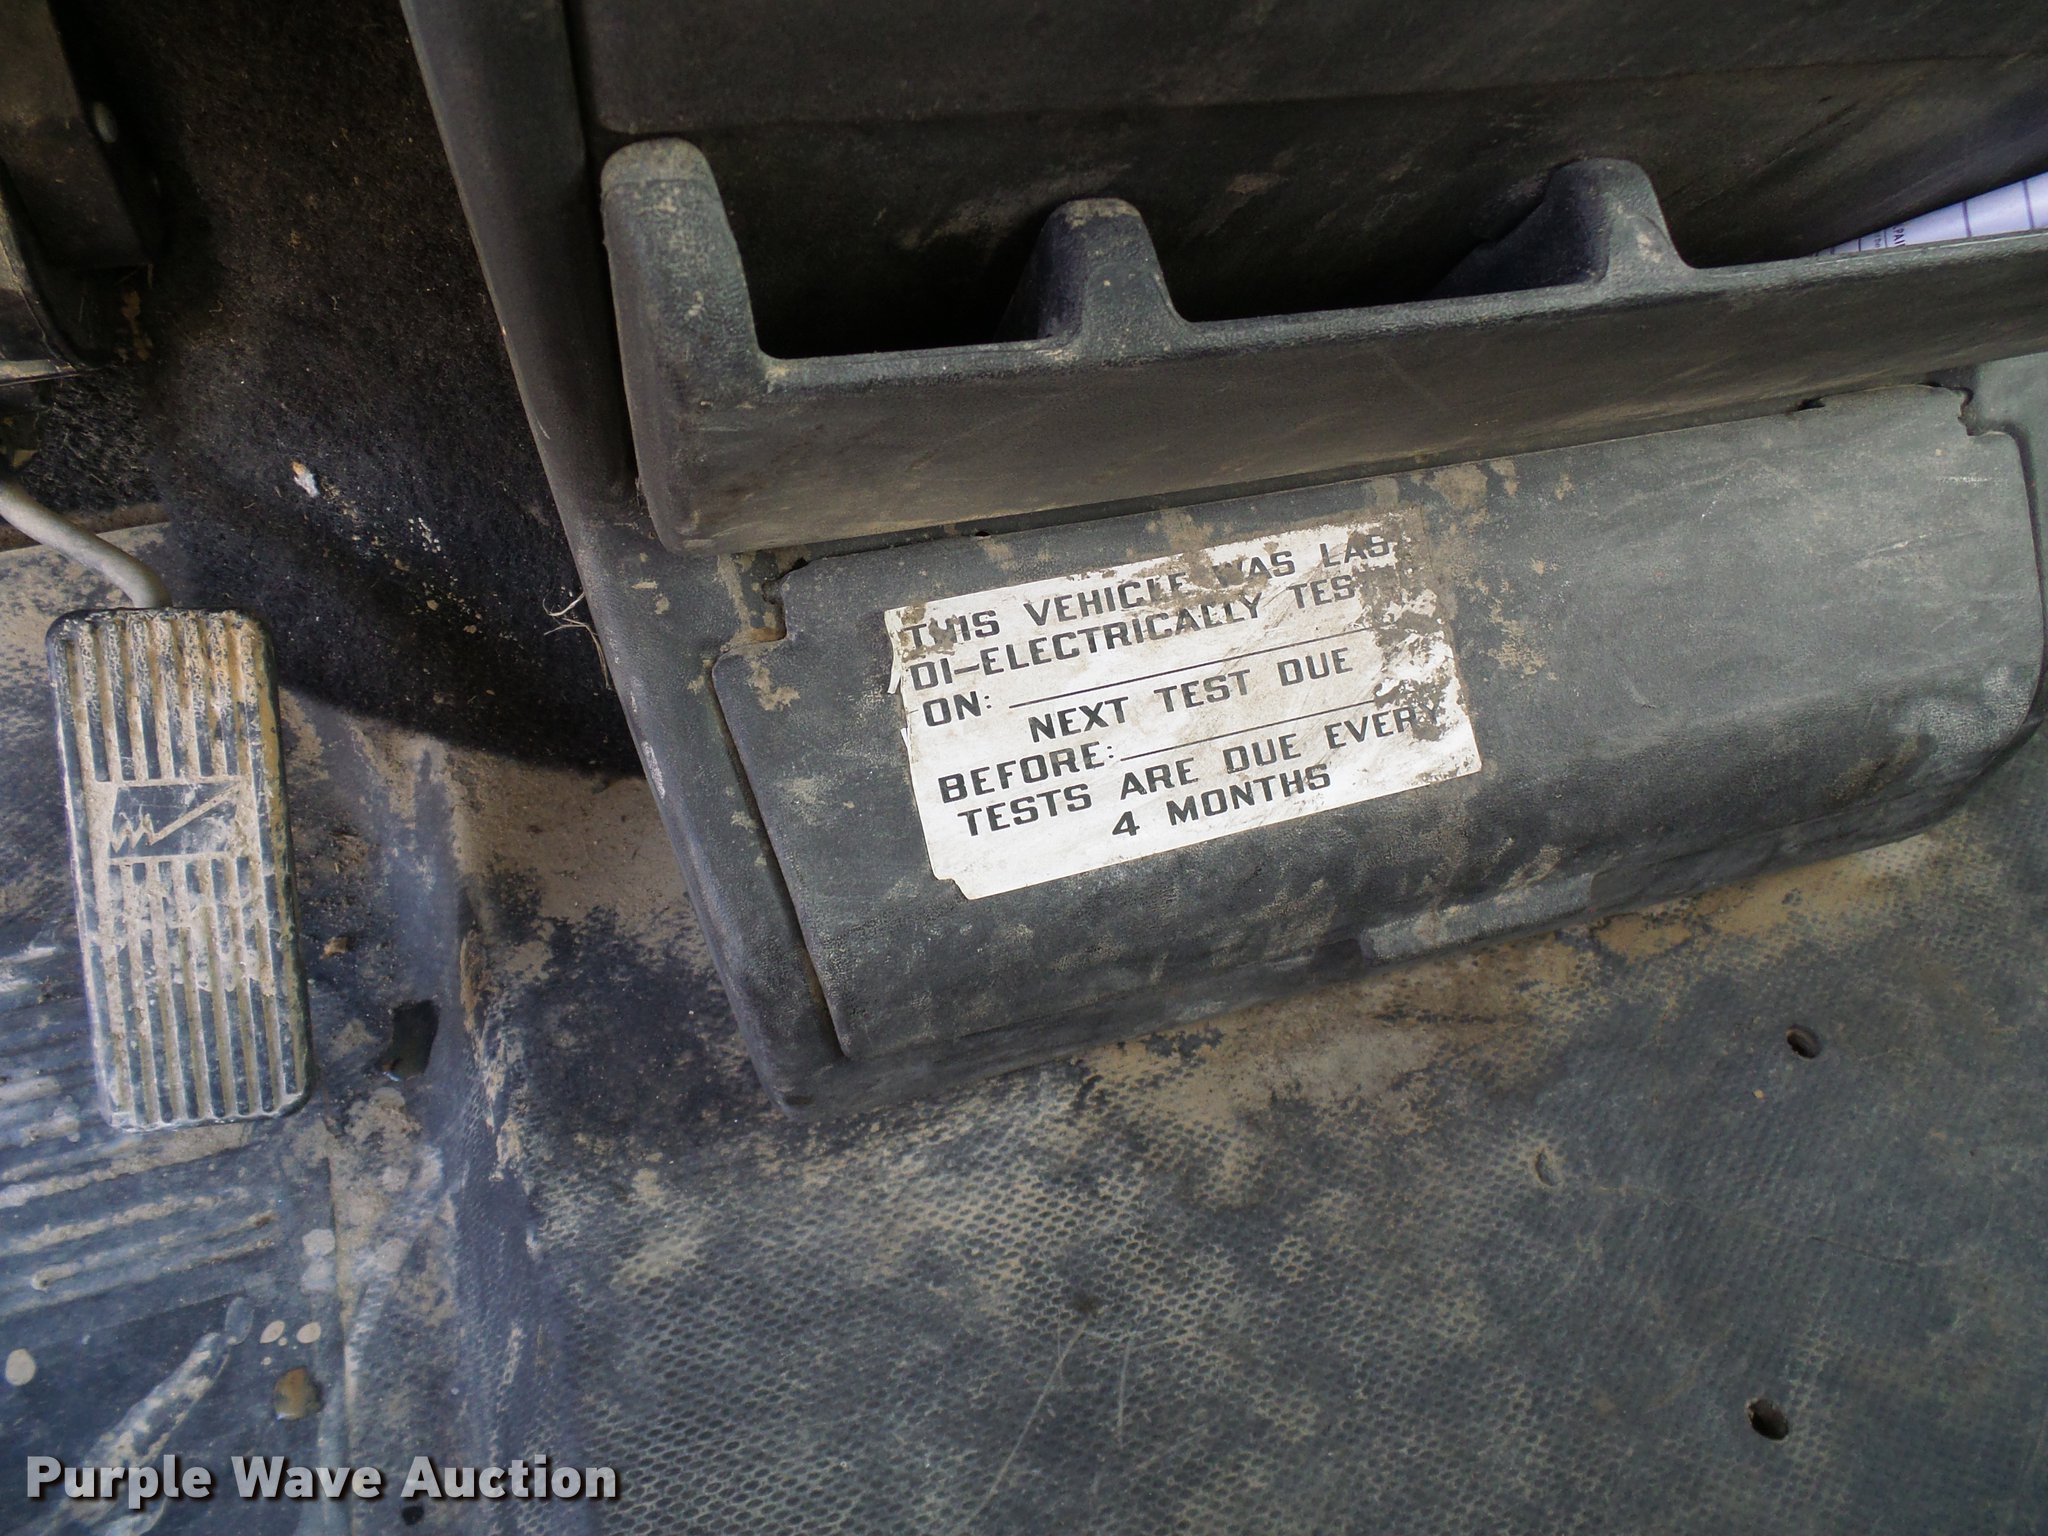 THIS VEHICLE WAS LAS
DI-ELECTRICALLY TES
ON:
NEXT TEST DUE
BEFORE:
TESTS ARE DUE EVERY
4 MONTHS
Purple Wave Auction